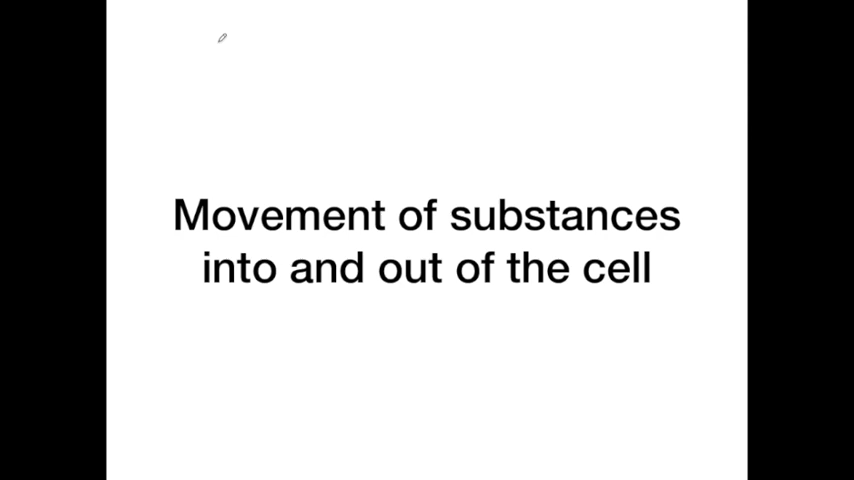 Movement of substances
into and out of the cell